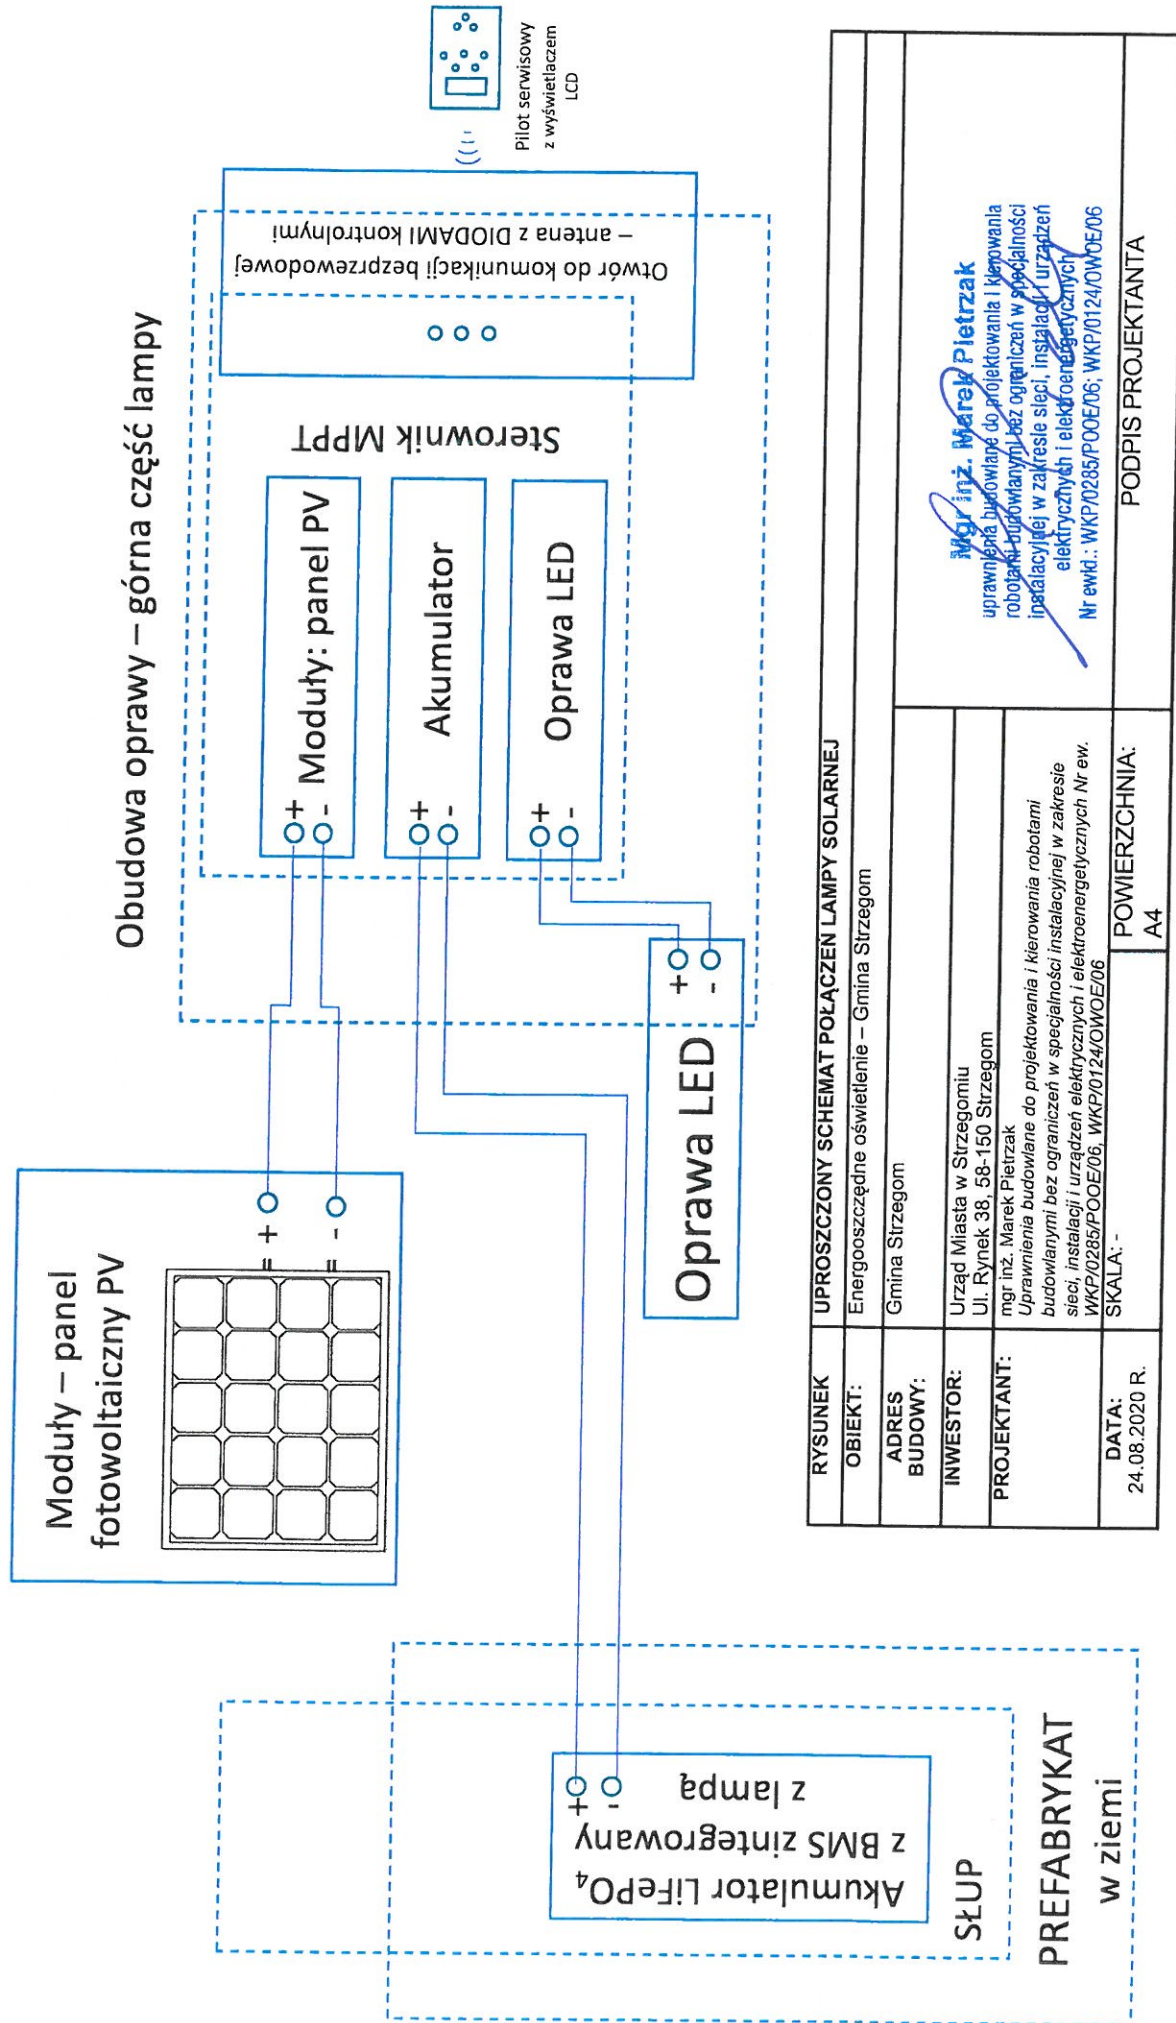 Obudowa oprawy – górna część lampy
Moduły – panel
fotowoltaiczny PV
+
-
+
- Moduły: panel PV
+
-
Akumulator
+
-
Oprawa LED
Sterownik MPPT
Otwór do komunikacji bezprzewodowej
– antena z DIODAMI kontrolnymi
Pilot serwisowy
z wyświetlaczem
LCD
Oprawa LED
+
-
+
-
Akumulator LiFePO4
z BMS zintegrowany
z lampą
SŁUP
PREFABRYKAT
w ziemi
RYSUNEK
UPROSZCZONY SCHEMAT POŁĄCZEN LAMPY SOLARNEJ
OBIEKT:
Energooszczędne oświetlenie – Gmina Strzegom
ADRES
BUDOWY:
Gmina Strzegom
INWESTOR:
Urząd Miasta w Strzegomiu
Ul. Rynek 38, 58-150 Strzegom
PROJEKTANT:
mgr inż. Marek Pietrzak
Uprawnienia budowlane do projektowania i kierowania robotami
budowlanymi bez ograniczeń w specjalności instalacyjnej w zakresie
sieci, instalacji i urządzeń elektrycznych i elektroenergetycznych Nr ew.
WKP/0285/POOE/06, WKP/0124/OWOE/06
Mgr inż. Marek Pietrzak
uprawnienia budowlane do projektowania i kierowania
robotami budowlanymi bez ograniczeń w specjalności
instalacyjnej w zakresie sieci, instalacji i urządzeń
elektrycznych i elektroenergetycznych
Nr ewid.: WKP/0285/POOE/06; WKP/0124/OWOE/06
DATA:
24.08.2020 R.
SKALA: -
POWIERZCHNIA:
A4
PODPIS PROJEKTANTA